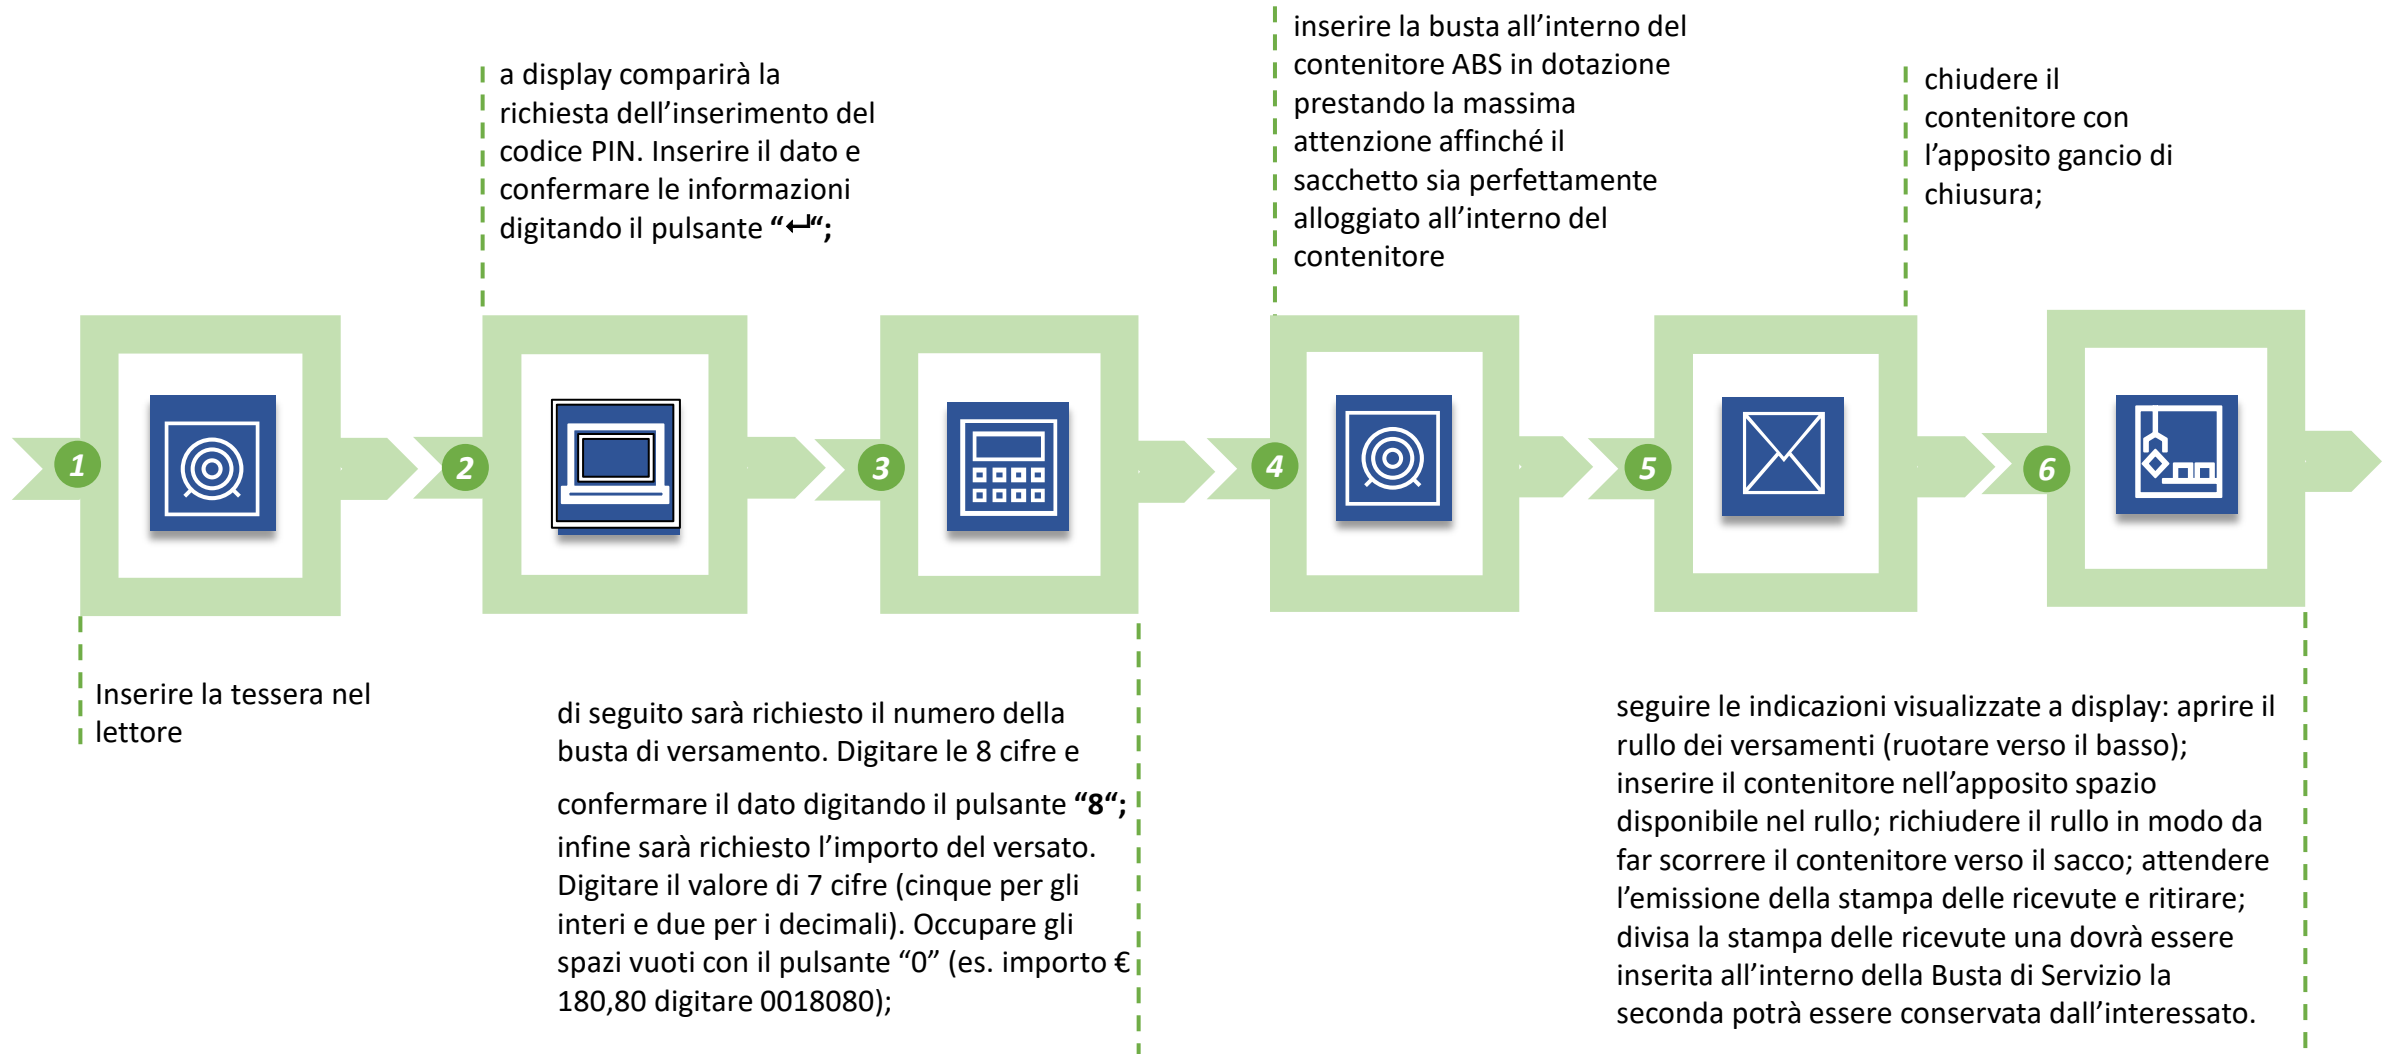 1
Inserire la tessera nel
lettore
2
a display comparirà la
richiesta dell’inserimento del
codice PIN. Inserire il dato e
confermare le informazioni
digitando il pulsante “↵“;
3
di seguito sarà richiesto il numero della
busta di versamento. Digitare le 8 cifre e
confermare il dato digitando il pulsante “8“;
infine sarà richiesto l’importo del versato.
Digitare il valore di 7 cifre (cinque per gli
interi e due per i decimali). Occupare gli
spazi vuoti con il pulsante “0” (es. importo €
180,80 digitare 0018080);
4
inserire la busta all’interno del
contenitore ABS in dotazione
prestando la massima
attenzione affinché il
sacchetto sia perfettamente
alloggiato all’interno del
contenitore
5
chiudere il
contenitore con
l’apposito gancio di
chiusura;
6
seguire le indicazioni visualizzate a display: aprire il
rullo dei versamenti (ruotare verso il basso);
inserire il contenitore nell’apposito spazio
disponibile nel rullo; richiudere il rullo in modo da
far scorrere il contenitore verso il sacco; attendere
l’emissione della stampa delle ricevute e ritirare;
divisa la stampa delle ricevute una dovrà essere
inserita all’interno della Busta di Servizio la
seconda potrà essere conservata dall’interessato.